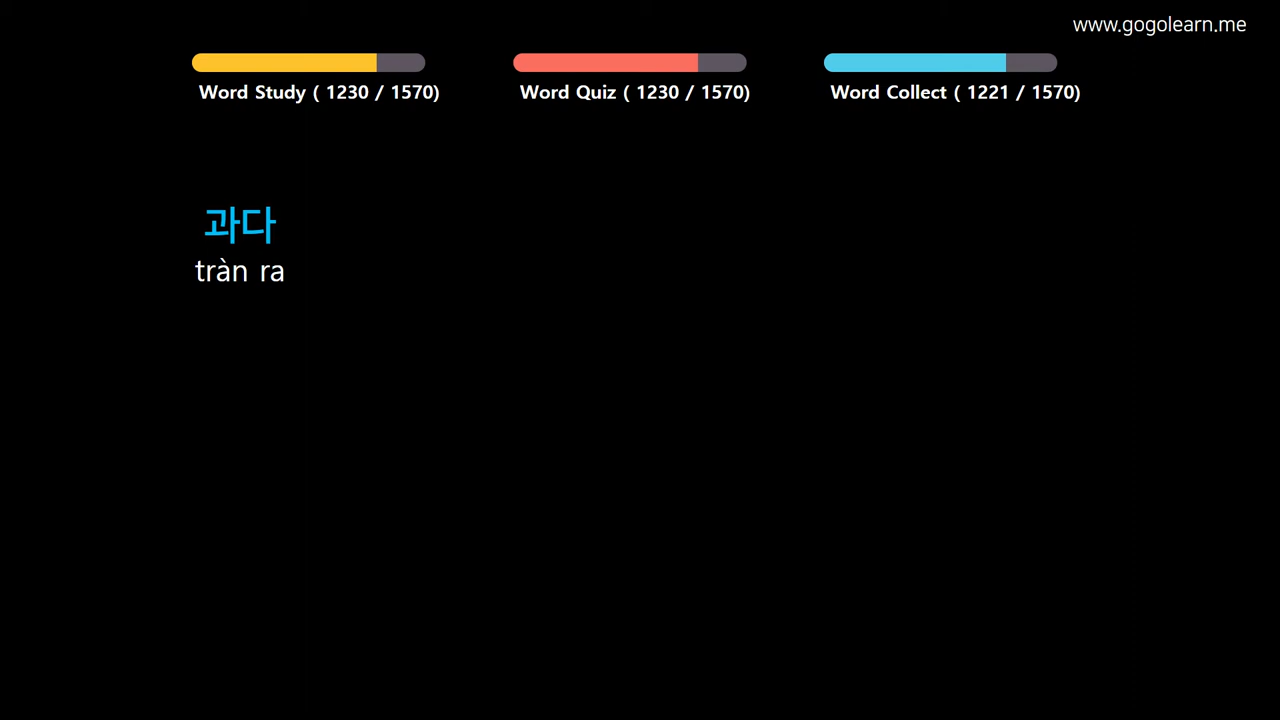 www.gogolearn.me
Word Study ( 1230 / 1570)
Word Quiz ( 1230 / 1570)
Word Collect ( 1221 / 1570)
과다
tràn ra